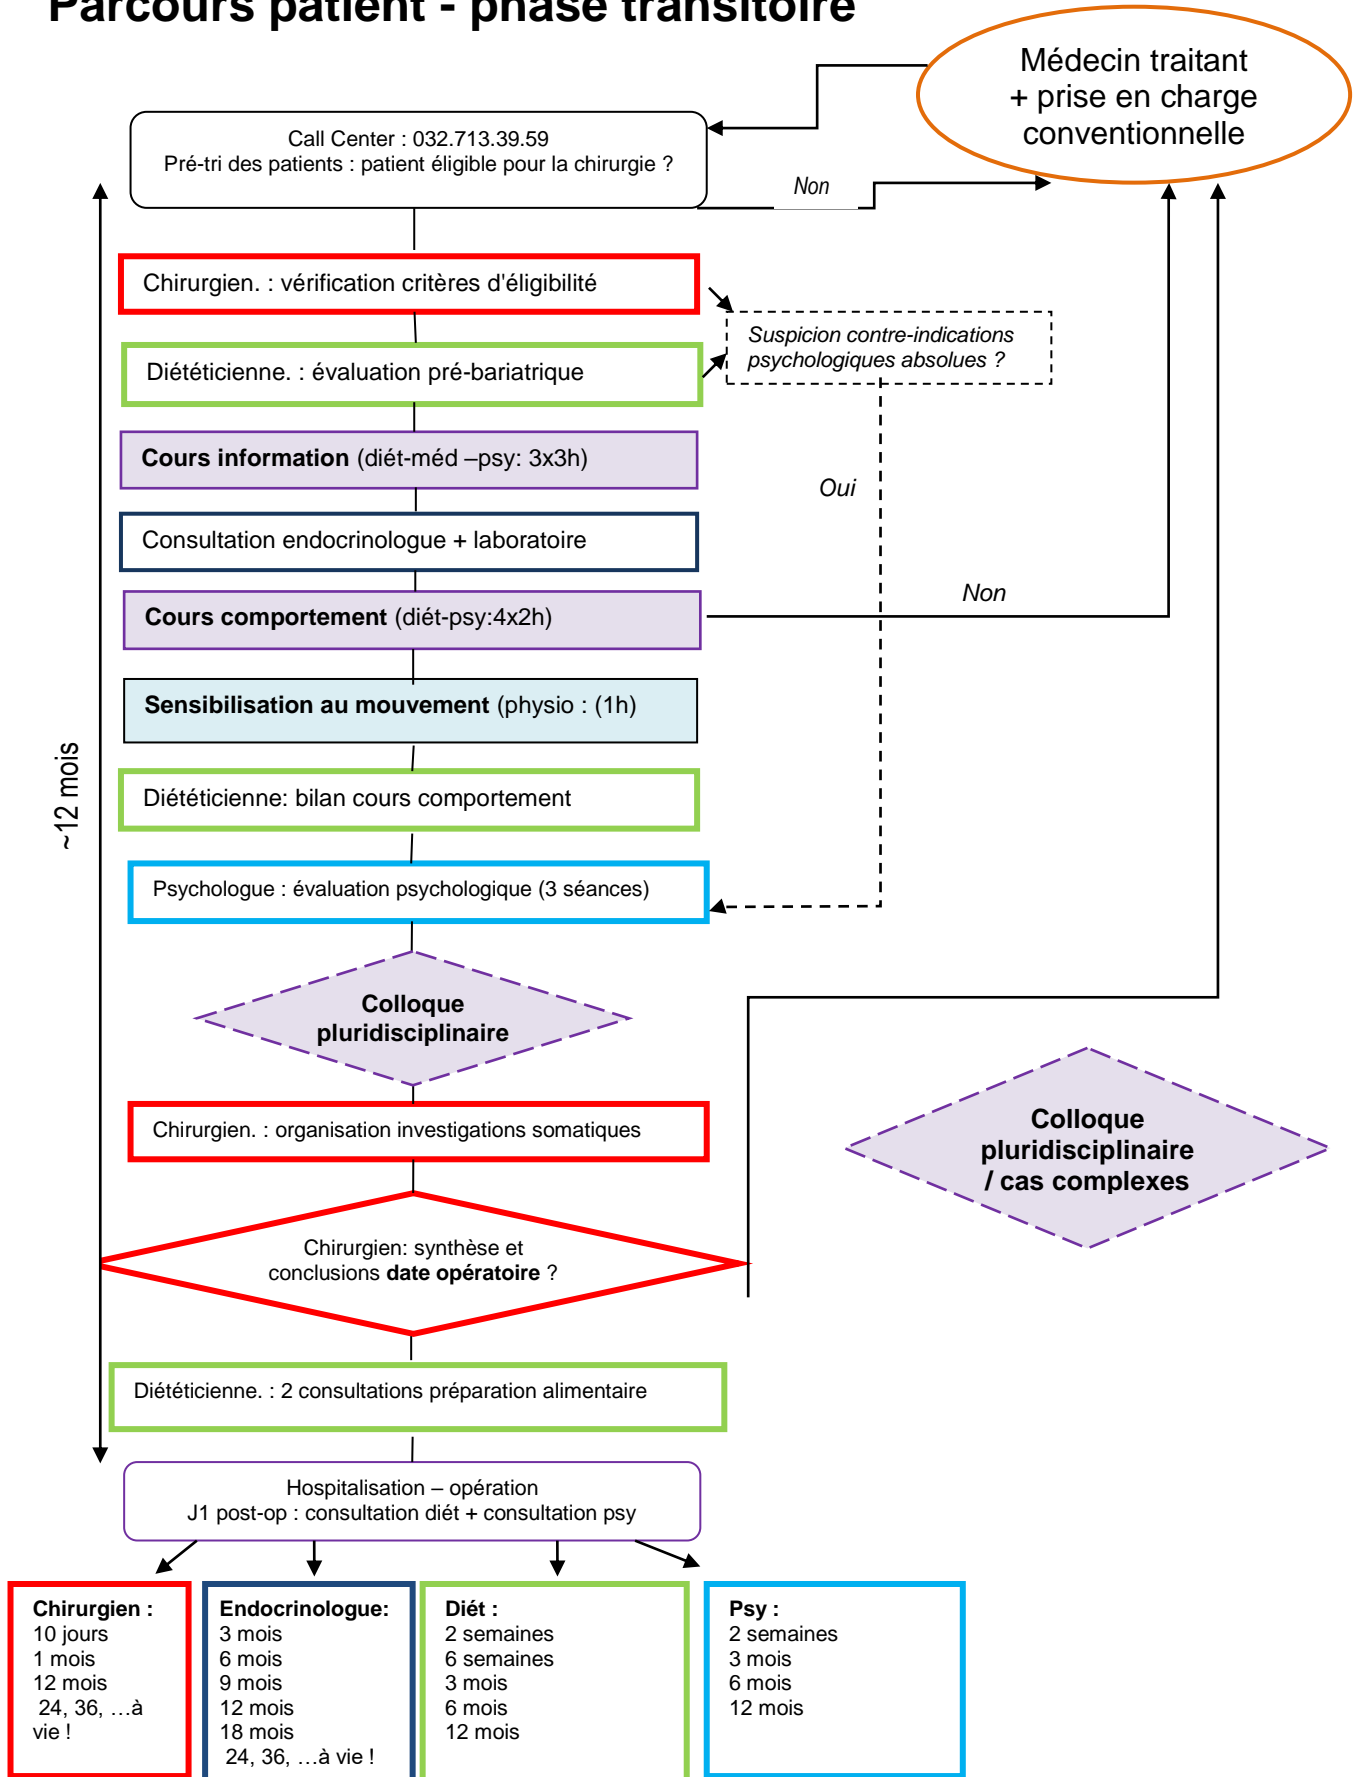 Parcours patient - phase transitoire
Médecin traitant
+ prise en charge
conventionnelle
Call Center : 032.713.39.59
Pré-tri des patients : patient éligible pour la chirurgie ?
Non
Chirurgien. : vérification critères d'éligibilité
Suspicion contre-indications
psychologiques absolues ?
Diététicienne. : évaluation pré-bariatrique
Cours information (diét-méd –psy: 3x3h)
Oui
Consultation endocrinologue + laboratoire
Non
Cours comportement (diét-psy:4x2h)
Sensibilisation au mouvement (physio : (1h)
~12 mois
Diététicienne: bilan cours comportement
Psychologue : évaluation psychologique (3 séances)
Colloque
pluridisciplinaire
Chirurgien. : organisation investigations somatiques
Colloque
pluridisciplinaire
/ cas complexes
Chirurgien: synthèse et
conclusions date opératoire ?
Diététicienne. : 2 consultations préparation alimentaire
Hospitalisation – opération
J1 post-op : consultation diét + consultation psy
Chirurgien :
10 jours
1 mois
12 mois
24, 36, …à
vie !
Endocrinologue:
3 mois
6 mois
9 mois
12 mois
18 mois
24, 36, …à vie !
Diét :
2 semaines
6 semaines
3 mois
6 mois
12 mois
Psy :
2 semaines
3 mois
6 mois
12 mois